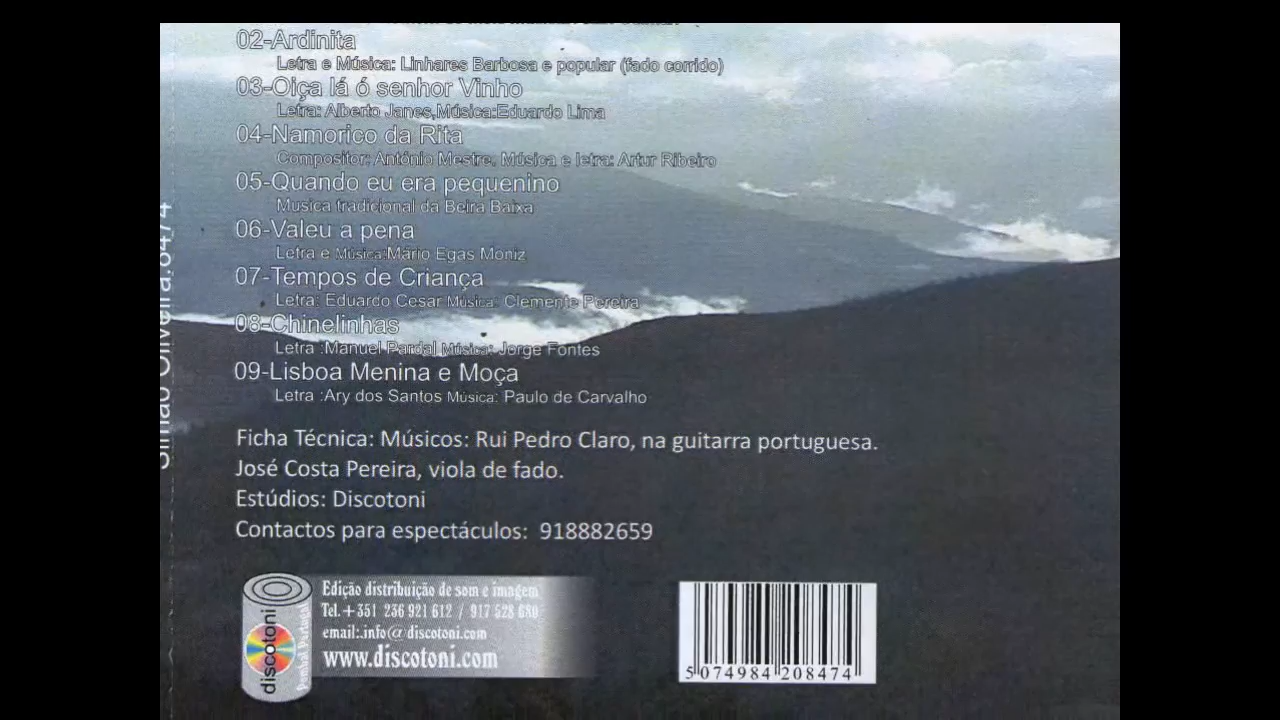 02-Ardinita
Letra e Música: Linhares Barbosa e popular (fado corrido)
03-Oiça lá ó senhor Vinho
Letra: Alberto Janes,Música:Eduardo Lima
04-Namorico da Rita
Compositor: António Mestre. Música e letra: Artur Ribeiro
05-Quando eu era pequenino
Musica tradicional da Beira Baixa
06-Valeu a pena
Letra e Música:Mário Egas Moniz
07-Tempos de Criança
Letra: Eduardo Cesar Música: Clemente Pereira
08-Chinelinhas
Letra :Manuel Pardal Música: Jorge Fontes
09-Lisboa Menina e Moça
Letra :Ary dos Santos Música: Paulo de Carvalho
Ficha Técnica: Músicos: Rui Pedro Claro, na guitarra portuguesa.
José Costa Pereira, viola de fado.
Estúdios: Discotoni
Contactos para espectáculos: 918882659
Simão Oliveira.8474
discotoni
Pombal Portugal
Edição distribuição de som e imagem
Tel.+351 236 921 612 / 917 528 680
email:.info@discotoni.com
www.discotoni.com
5 074984 208474